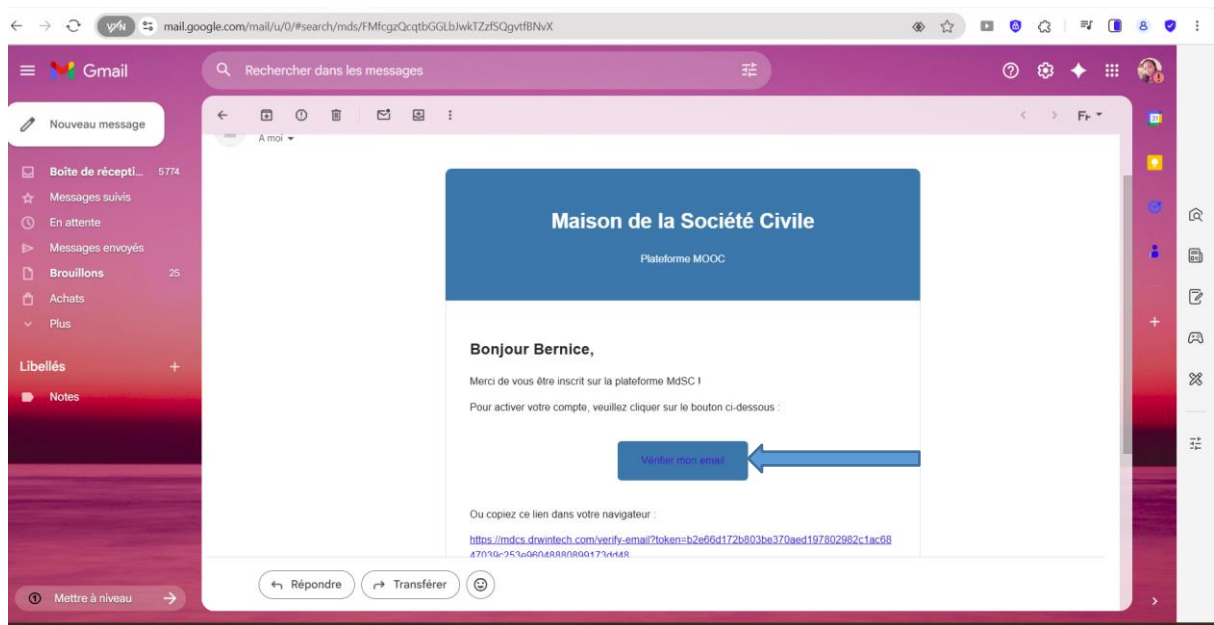 VPN
mail.google.com/mail/u/0/#search/mds/FMfcgzQcqtbGGLbJwkTZzfSQgvtfBNvX
Gmail
Rechercher dans les messages
Nouveau message
Fr
À moi
Boîte de récepti... 5774
Messages suivis
En attente
Messages envoyés
Brouillons 25
Achats
Plus
Libellés
Notes
Maison de la Société Civile
Plateforme MOOC
Bonjour Bernice,
Merci de vous être inscrit sur la plateforme MdSC !
Pour activer votre compte, veuillez cliquer sur le bouton ci-dessous :
Vérifier mon email
Ou copiez ce lien dans votre navigateur :
https://mdcs.drwintech.com/verify-email?token=b2e66d172b803be370aed197802982c1ac68
47039c253e96048880899173dd48
Répondre
Transférer
Mettre à niveau